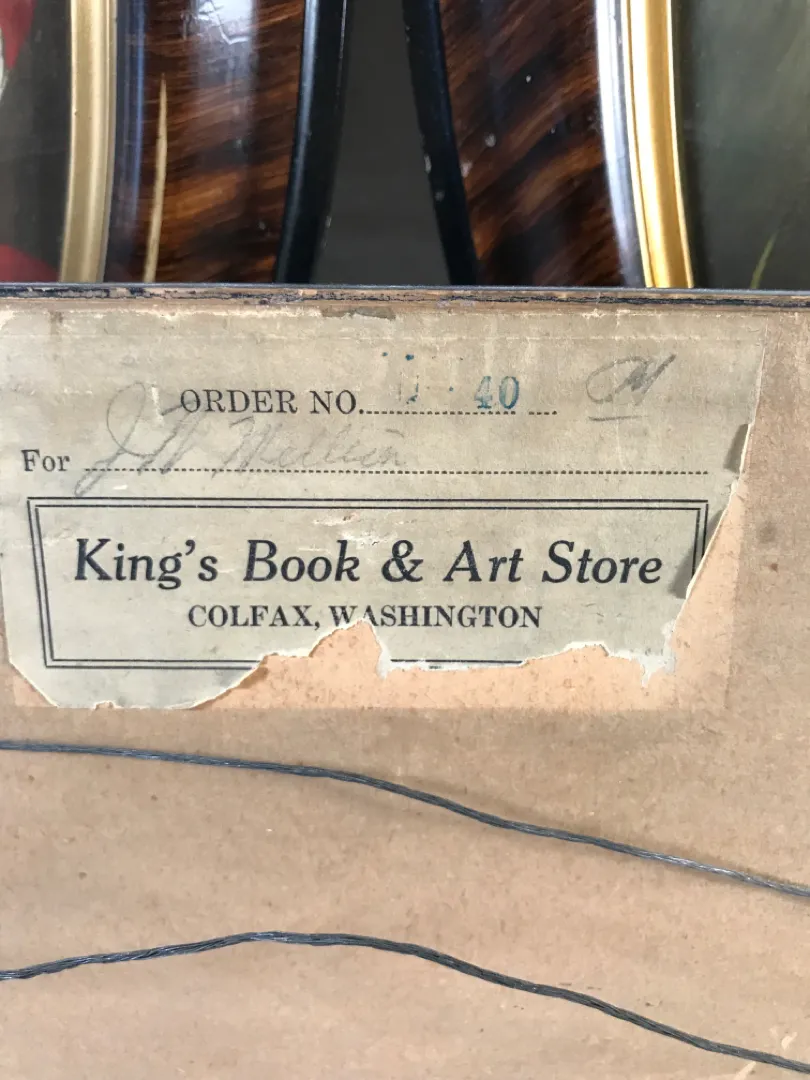 ORDER NO. 40
For J W
King's Book & Art Store
COLFAX, WASHINGTON